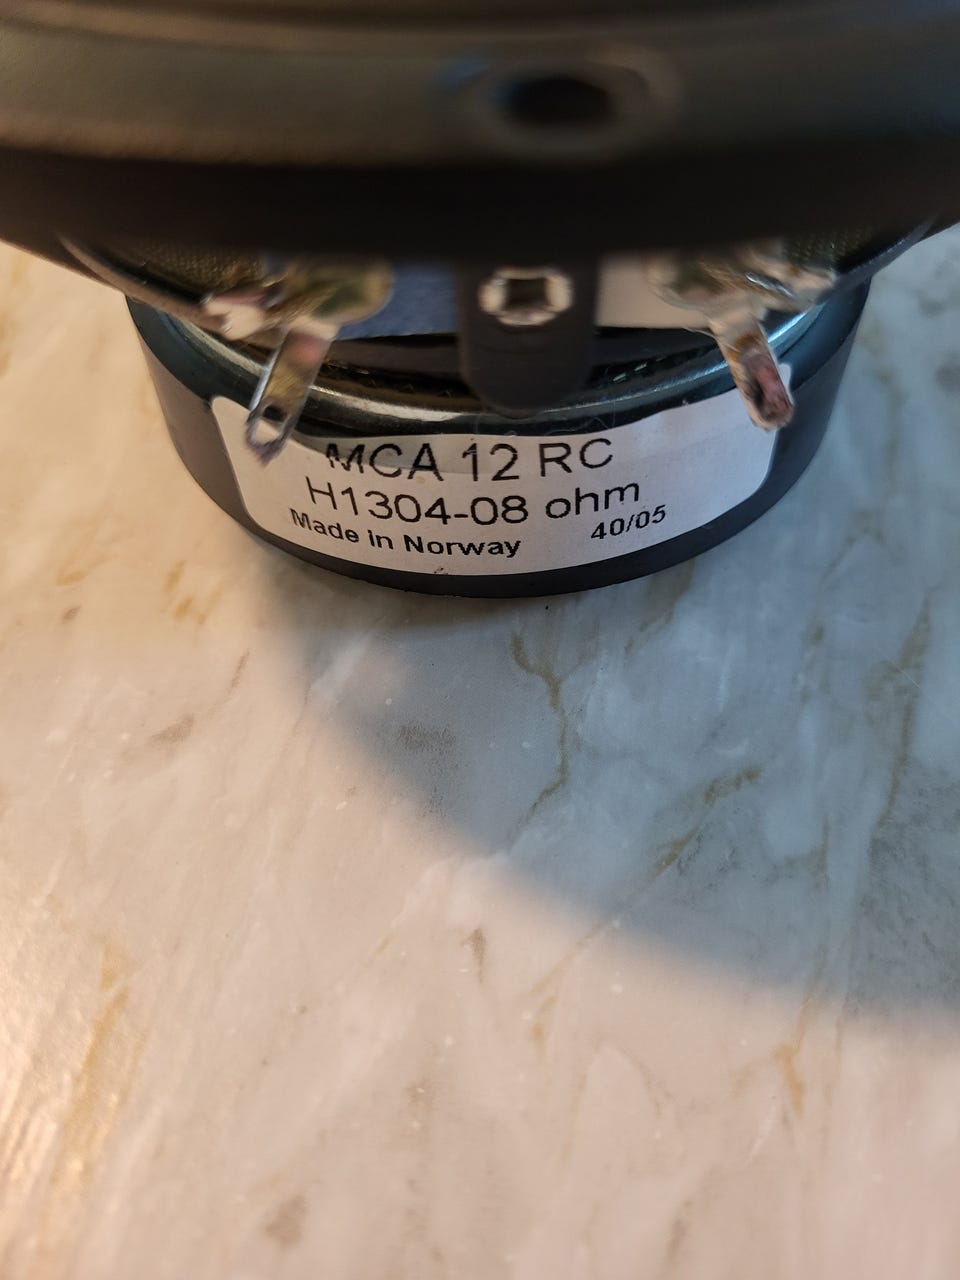 MCA 12 RC
H1304-08 ohm
Made in Norway 40/05